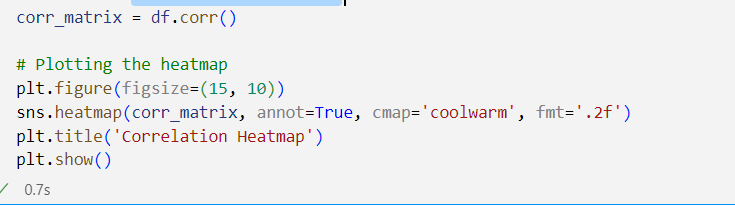 corr_matrix = df.corr()
# Plotting the heatmap
plt.figure(figsize=(15, 10))
sns.heatmap(corr_matrix, annot=True, cmap='coolwarm', fmt='.2f')
plt.title('Correlation Heatmap')
plt.show()
0.7s